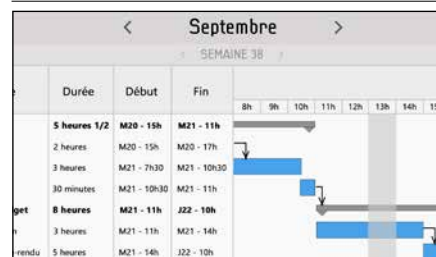 < Septembre >
‹ SEMAINE 38 ›
Durée Début Fin
8h 9h 10h 11h 12h 13h 14h
5 heures 1/2 M20 - 15h M21 - 11h
2 heures M20 - 15h M20 - 17h
3 heures M21 - 7h30 M21 - 10h30
30 minutes M21 - 10h30 M21 - 11h
get 8 heures M21 - 11h J22 - 10h
3 heures M21 - 11h M21 - 14h
-rendu 5 heures M21 - 14h J22 - 10h